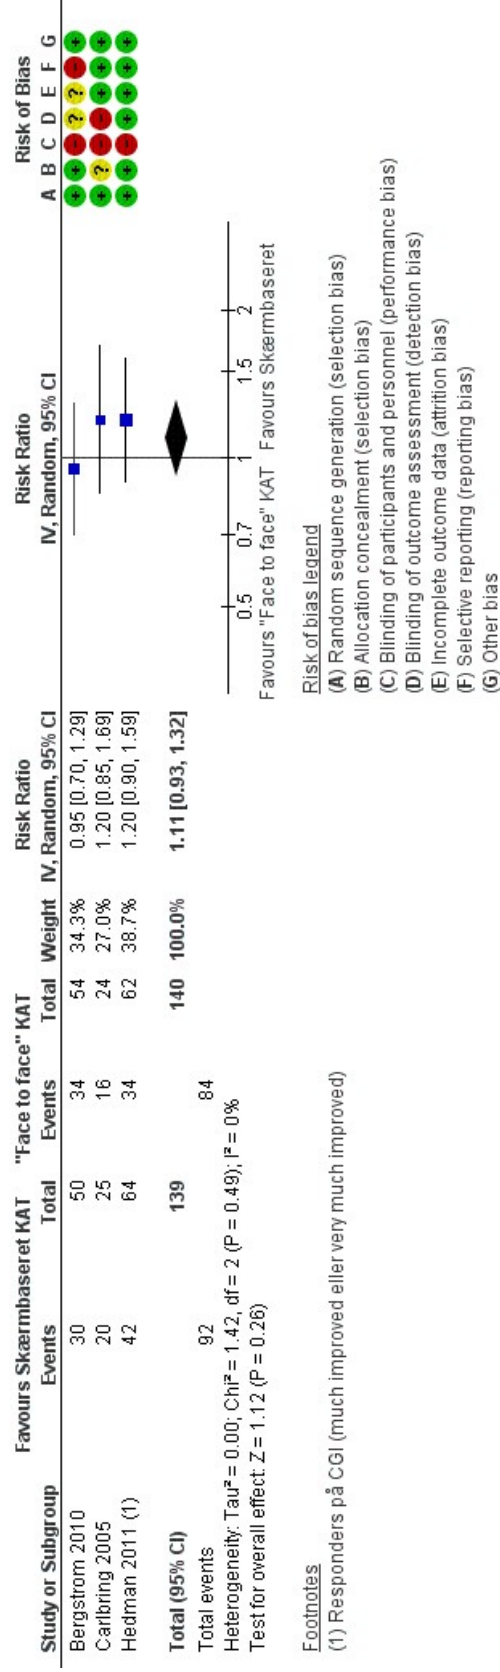 Favours Skærmbaseret KAT "Face to face" KAT Risk Ratio Risk Ratio Risk of Bias
Study or Subgroup Events Total Events Total Weight IV, Random, 95% CI IV, Random, 95% CI A B C D E F G
Bergstrom 2010 30 50 34 54 34.3% 0.95 [0.70, 1.29] + + - ? ? - +
Carlbring 2005 20 25 16 24 27.0% 1.20 [0.85, 1.69] + ? - - + + +
Hedman 2011 (1) 42 64 34 62 38.7% 1.20 [0.90, 1.59] + + - + + + +
Total (95% CI) 139 140 100.0% 1.11 [0.93, 1.32]
Total events 92 84
Heterogeneity: Tau² = 0.00; Chi² = 1.42, df = 2 (P = 0.49); I² = 0%
Test for overall effect: Z = 1.12 (P = 0.26)
0.5 0.7 1 1.5 2
Favours "Face to face" KAT Favours Skærmbaseret
Footnotes
(1) Responders på CGI (much improved eller very much improved)
Risk of bias legend
(A) Random sequence generation (selection bias)
(B) Allocation concealment (selection bias)
(C) Blinding of participants and personnel (performance bias)
(D) Blinding of outcome assessment (detection bias)
(E) Incomplete outcome data (attrition bias)
(F) Selective reporting (reporting bias)
(G) Other bias